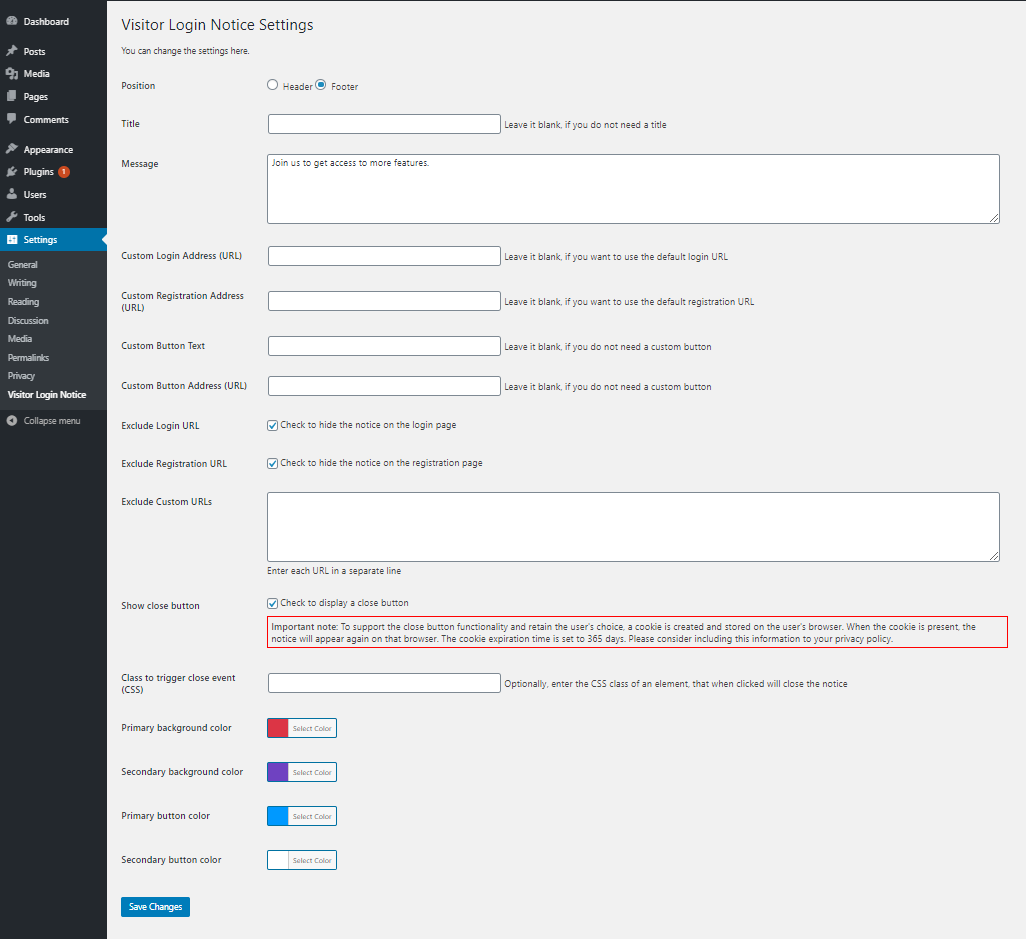 Dashboard
Posts
Media
Pages
Comments
Appearance
Plugins 1
Users
Tools
Settings
General
Writing
Reading
Discussion
Media
Permalinks
Privacy
Visitor Login Notice
Collapse menu
Visitor Login Notice Settings
You can change the settings here.
Position Header Footer
Title Leave it blank, if you do not need a title
Message Join us to get access to more features.
Custom Login Address (URL) Leave it blank, if you want to use the default login URL
Custom Registration Address
(URL) Leave it blank, if you want to use the default registration URL
Custom Button Text Leave it blank, if you do not need a custom button
Custom Button Address (URL) Leave it blank, if you do not need a custom button
Exclude Login URL Check to hide the notice on the login page
Exclude Registration URL Check to hide the notice on the registration page
Exclude Custom URLs
Enter each URL in a separate line
Show close button Check to display a close button
Important note: To support the close button functionality and retain the user's choice, a cookie is created and stored on the user's browser. When the cookie is present, the
notice will appear again on that browser. The cookie expiration time is set to 365 days. Please consider including this information to your privacy policy.
Class to trigger close event
(CSS) Optionally, enter the CSS class of an element, that when clicked will close the notice
Primary background color Select Color
Secondary background color Select Color
Primary button color Select Color
Secondary button color Select Color
Save Changes